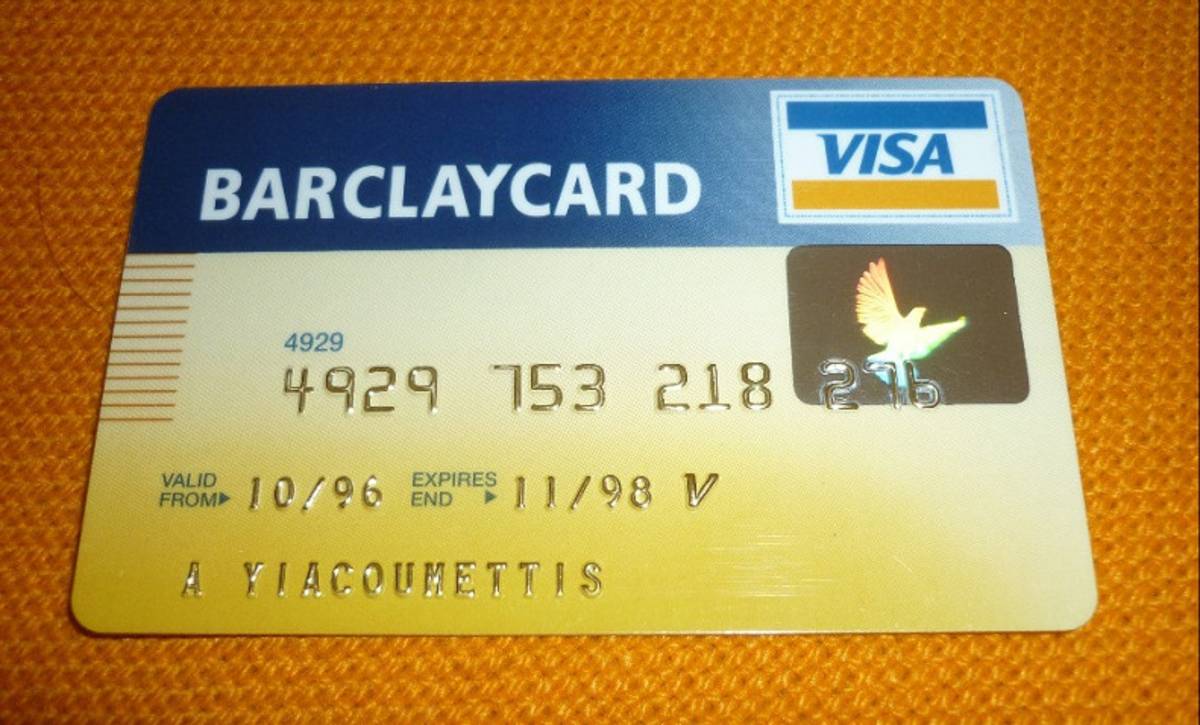 BARCLAYCARD
VISA
4929
4929 753 218 276
VALID FROM▶ 10/96 EXPIRES END ▶ 11/98 V
A YIACOUMETTIS